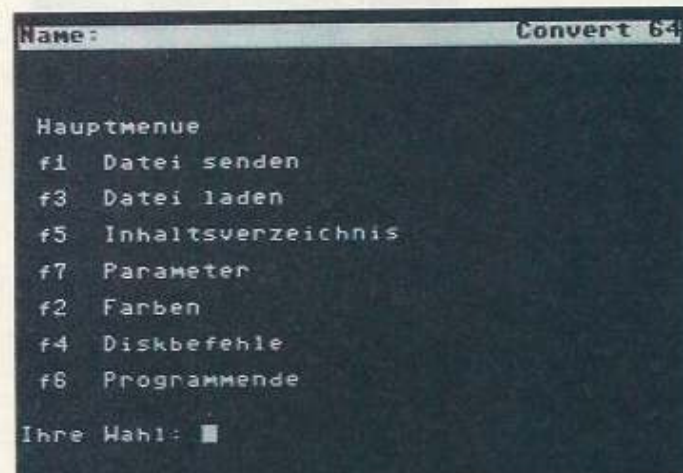 Name: Convert 64
Hauptmenue
f1 Datei senden
f3 Datei laden
f5 Inhaltsverzeichnis
f7 Parameter
f2 Farben
f4 Diskbefehle
f6 Programmende
Ihre Wahl: